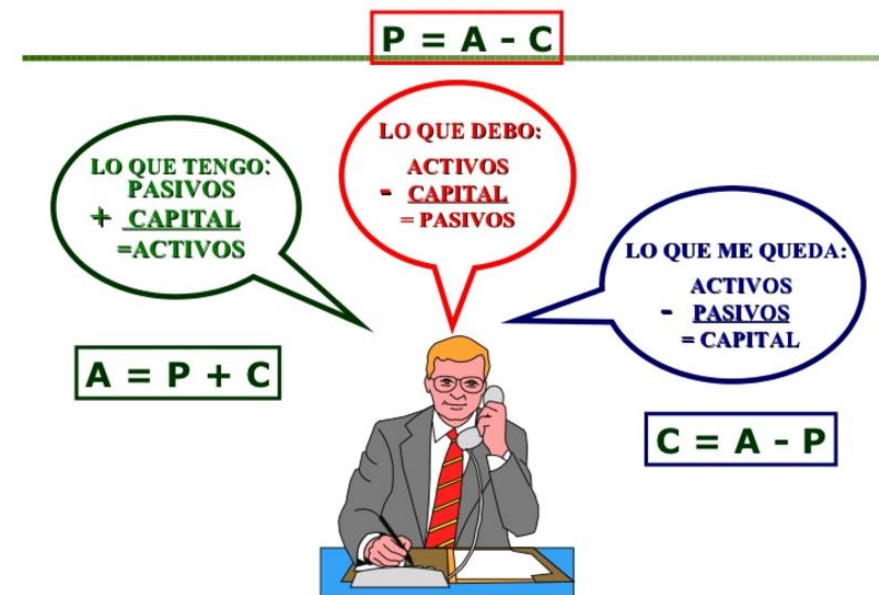 P = A - C
LO QUE TENGO:
PASIVOS
+ CAPITAL
=ACTIVOS
A = P + C
LO QUE DEBO:
ACTIVOS
- CAPITAL
= PASIVOS
LO QUE ME QUEDA:
ACTIVOS
- PASIVOS
= CAPITAL
C = A - P